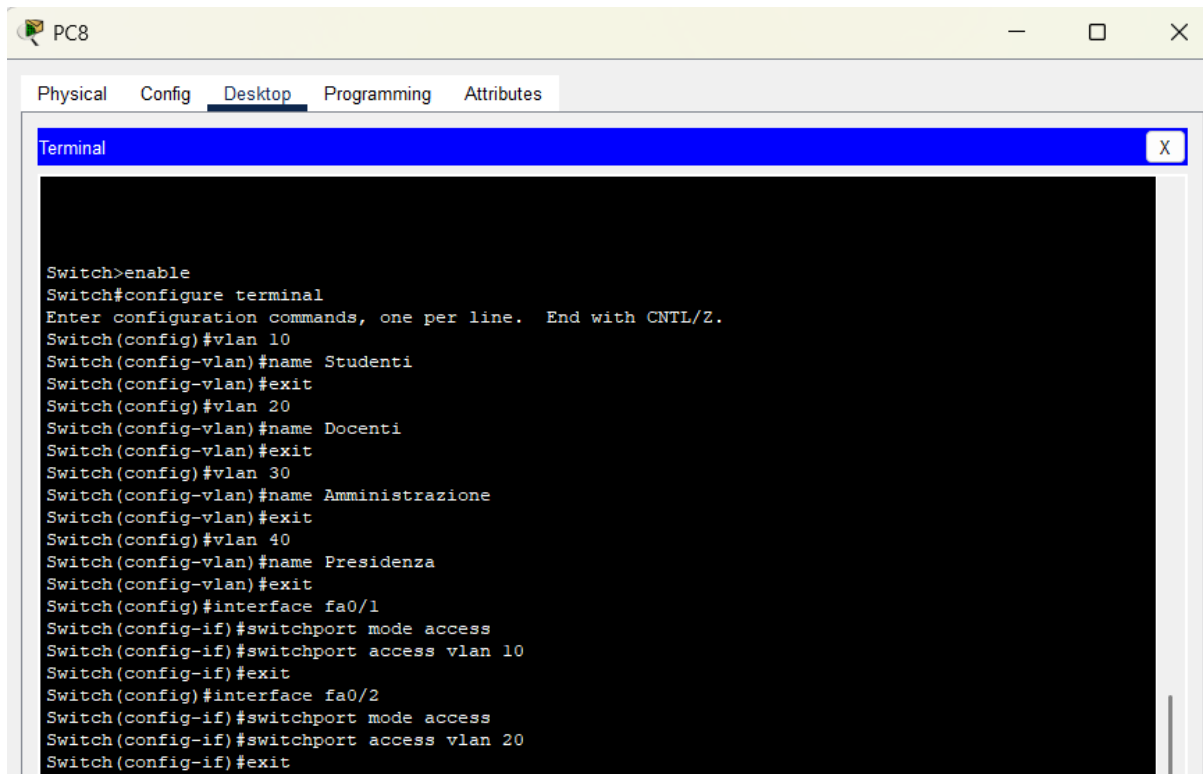 PC8
Physical Config Desktop Programming Attributes
Terminal X
Switch>enable
Switch#configure terminal
Enter configuration commands, one per line.  End with CNTL/Z.
Switch(config)#vlan 10
Switch(config-vlan)#name Studenti
Switch(config-vlan)#exit
Switch(config)#vlan 20
Switch(config-vlan)#name Docenti
Switch(config-vlan)#exit
Switch(config)#vlan 30
Switch(config-vlan)#name Amministrazione
Switch(config-vlan)#exit
Switch(config)#vlan 40
Switch(config-vlan)#name Presidenza
Switch(config-vlan)#exit
Switch(config)#interface fa0/1
Switch(config-if)#switchport mode access
Switch(config-if)#switchport access vlan 10
Switch(config-if)#exit
Switch(config)#interface fa0/2
Switch(config-if)#switchport mode access
Switch(config-if)#switchport access vlan 20
Switch(config-if)#exit